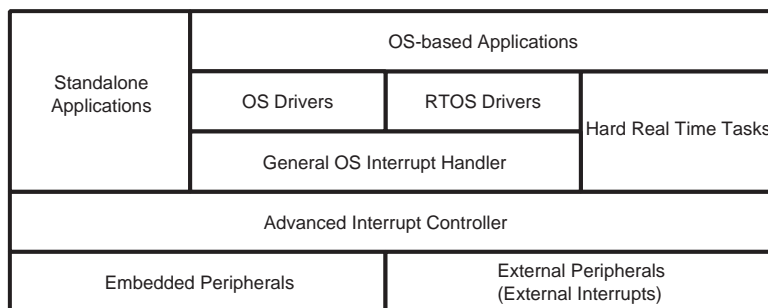 OS-based Applications
Standalone
Applications
OS Drivers
RTOS Drivers
Hard Real Time Tasks
General OS Interrupt Handler
Advanced Interrupt Controller
Embedded Peripherals
External Peripherals
(External Interrupts)